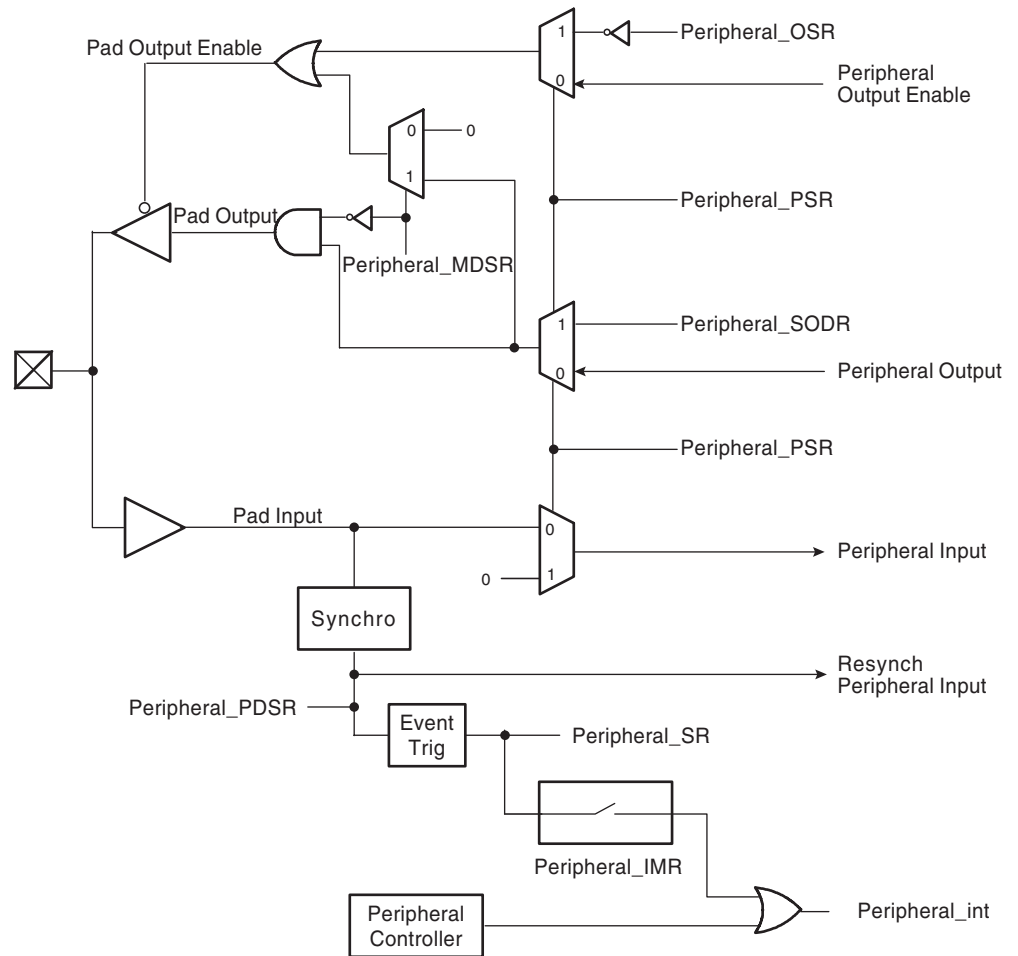 1
Peripheral_OSR
Pad Output Enable
0
Peripheral
Output Enable
0
0
1
Peripheral_PSR
Pad Output
Peripheral_MDSR
1
Peripheral_SODR
0
Peripheral Output
Peripheral_PSR
Pad Input
0
Peripheral Input
0
1
Synchro
Resynch
Peripheral Input
Peripheral_PDSR
Event
Trig
Peripheral_SR
Peripheral_IMR
Peripheral
Controller
Peripheral_int